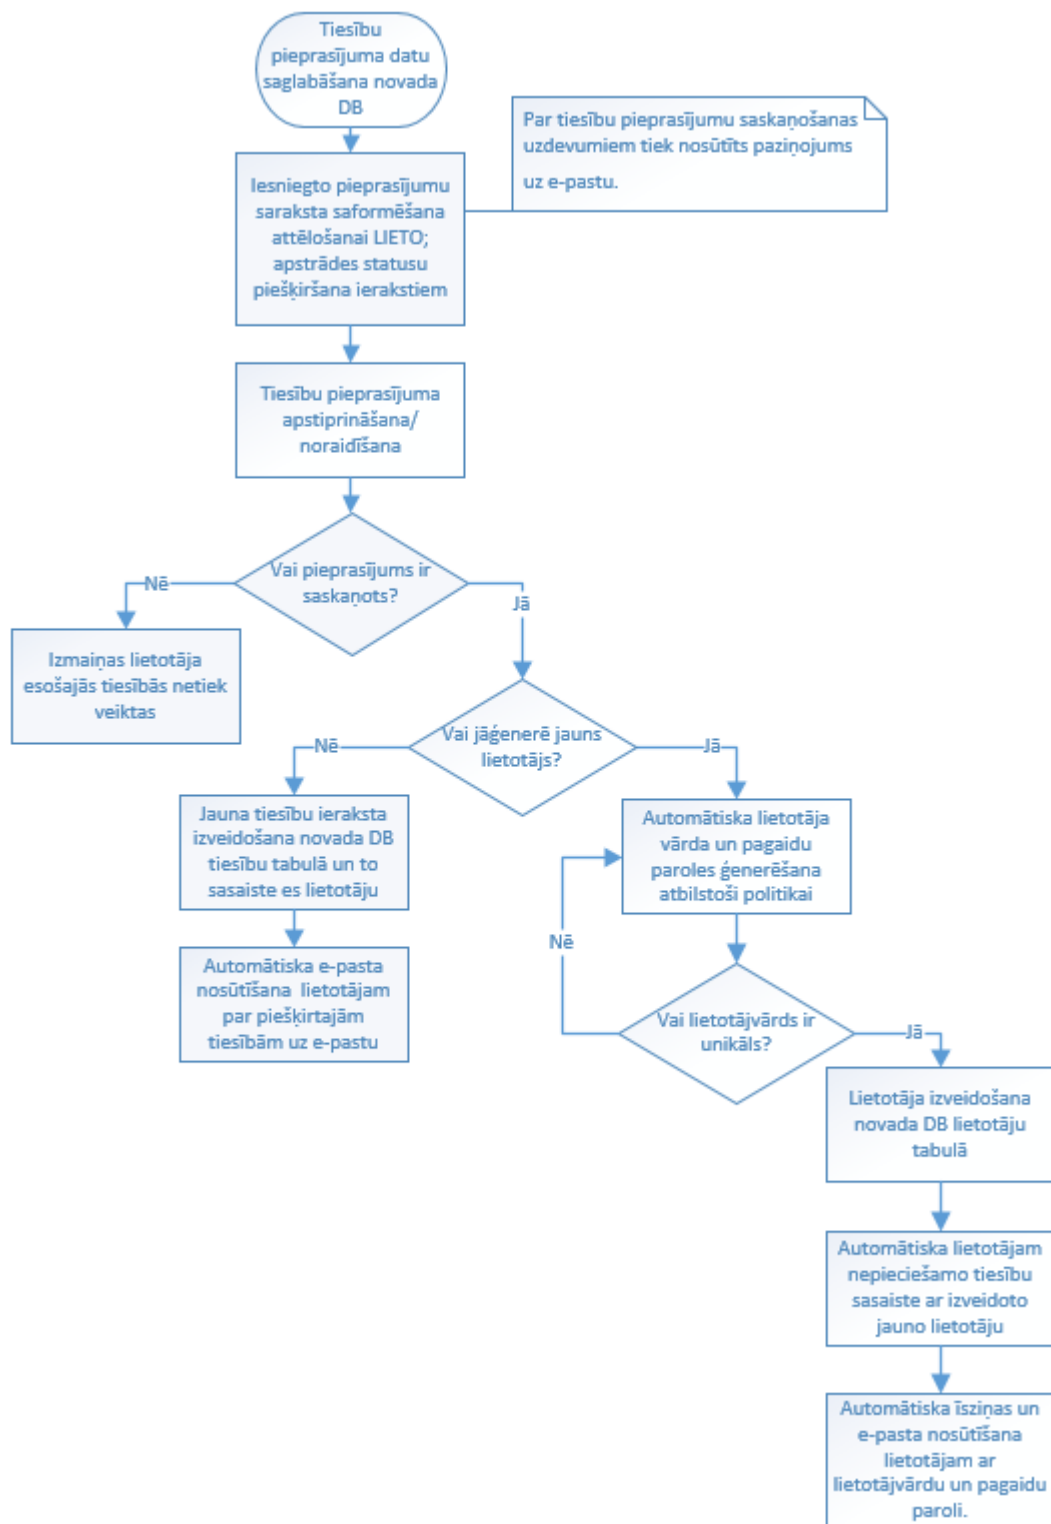 Tiesību
pieprasījuma datu
saglabāšana novada
DB
Par tiesību pieprasījumu saskaņošanas
uzdevumiem tiek nosūtīts paziņojums
uz e-pastu.
Iesniegto pieprasījumu
saraksta saformēšana
attēlošanai LIETO;
apstrādes statusu
piešķiršana ierakstiem
Tiesību pieprasījuma
apstiprināšana/
noraidīšana
Vai pieprasījums ir
saskaņots?
Nē
Jā
Izmaiņas lietotāja
esošajās tiesībās netiek
veiktas
Vai jāģenerē jauns
lietotājs?
Nē
Jā
Jauna tiesību ieraksta
izveidošana novada DB
tiesību tabulā un to
sasaiste es lietotāju
Automātiska lietotāja
vārda un pagaidu
paroles ģenerēšana
atbilstoši politikai
Nē
Automātiska e-pasta
nosūtīšana lietotājam
par piešķirtajām
tiesībām uz e-pastu
Vai lietotājvārds ir
unikāls?
Jā
Lietotāja izveidošana
novada DB lietotāju
tabulā
Automātiska lietotājam
nepieciešamo tiesību
sasaiste ar izveidoto
jauno lietotāju
Automātiska īsziņas un
e-pasta nosūtīšana
lietotājam ar
lietotājvārdu un pagaidu
paroli.